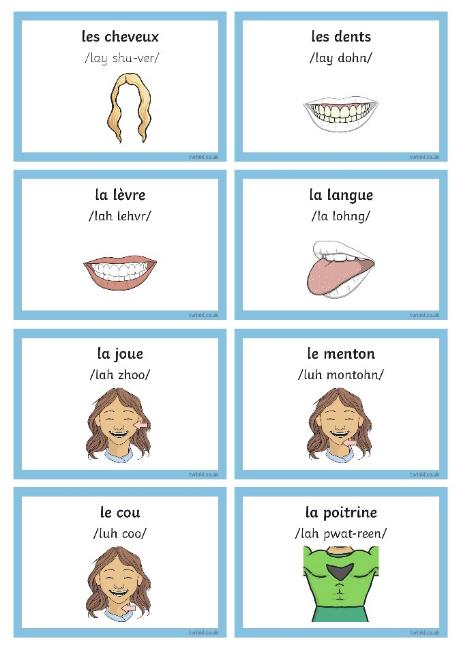 les cheveux
/lay shu-ver/
twinkl.co.uk
les dents
/lay dohn/
twinkl.co.uk
la lèvre
/lah lehvr/
twinkl.co.uk
la langue
/la lohng/
twinkl.co.uk
la joue
/lah zhoo/
twinkl.co.uk
le menton
/luh montohn/
twinkl.co.uk
le cou
/luh coo/
twinkl.co.uk
la poitrine
/lah pwat-reen/
twinkl.co.uk